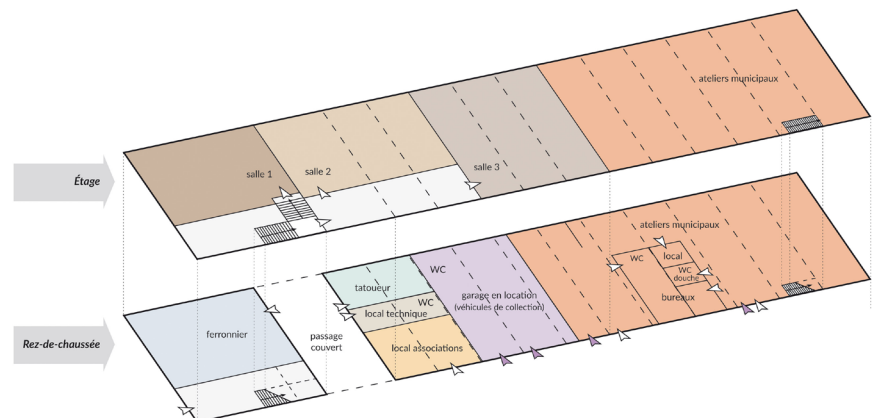 ateliers municipaux
salle 3
salle 2
salle 1
Étage
ateliers municipaux
WC
local
WC
WC
douche
bureaux
tatoueur
garage en location
(véhicules de collection)
WC
local technique
ferronnier
passage
couvert
local associations
Rez-de-chaussée